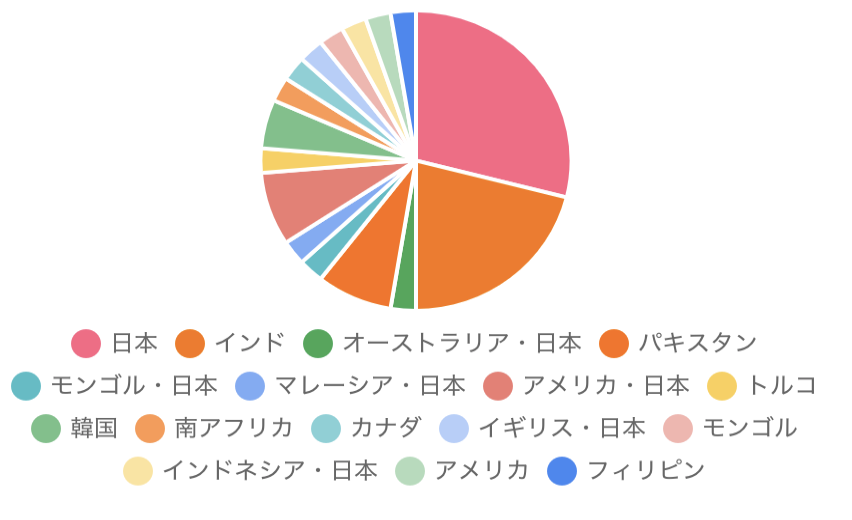 日本 インド オーストラリア・日本 パキスタン
モンゴル・日本 マレーシア・日本 アメリカ・日本 トルコ
韓国 南アフリカ カナダ イギリス・日本 モンゴル
インドネシア・日本 アメリカ フィリピン